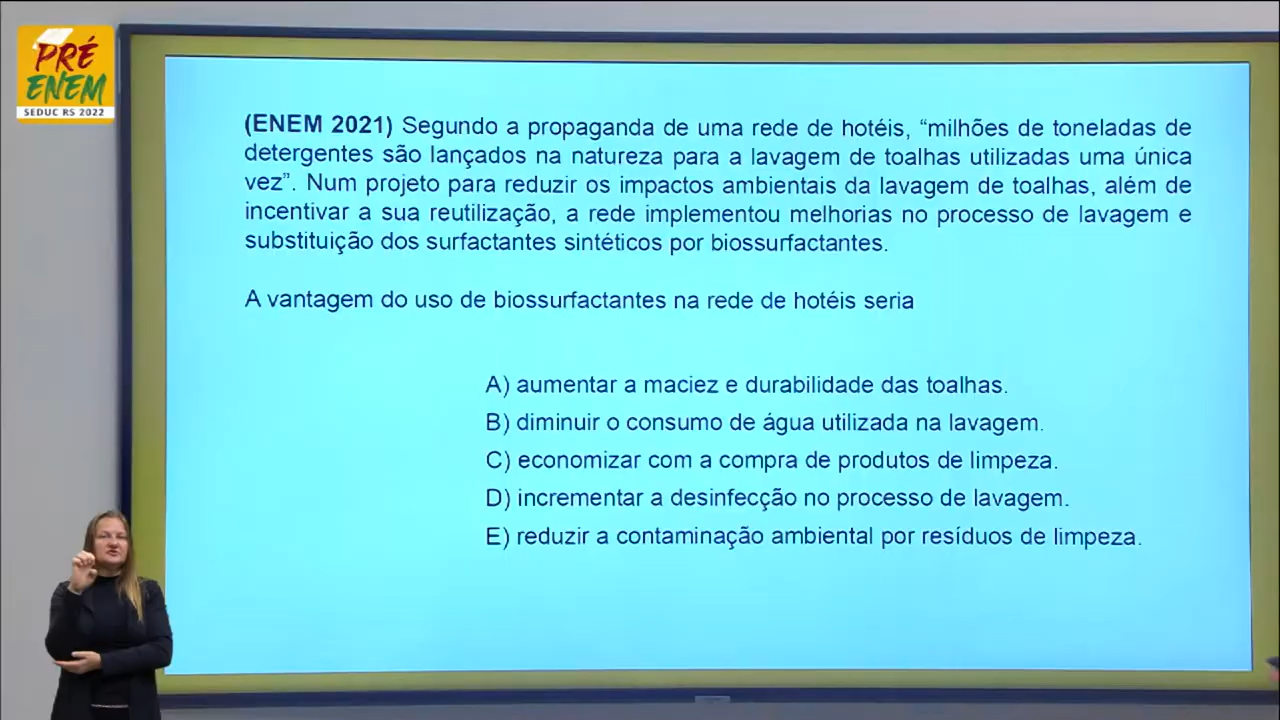 PRÉ
ENEM
SEDUC RS 2022
(ENEM 2021) Segundo a propaganda de uma rede de hotéis, “milhões de toneladas de
detergentes são lançados na natureza para a lavagem de toalhas utilizadas uma única
vez”. Num projeto para reduzir os impactos ambientais da lavagem de toalhas, além de
incentivar a sua reutilização, a rede implementou melhorias no processo de lavagem e
substituição dos surfactantes sintéticos por biossurfactantes.
A vantagem do uso de biossurfactantes na rede de hotéis seria
A) aumentar a maciez e durabilidade das toalhas.
B) diminuir o consumo de água utilizada na lavagem.
C) economizar com a compra de produtos de limpeza.
D) incrementar a desinfecção no processo de lavagem.
E) reduzir a contaminação ambiental por resíduos de limpeza.